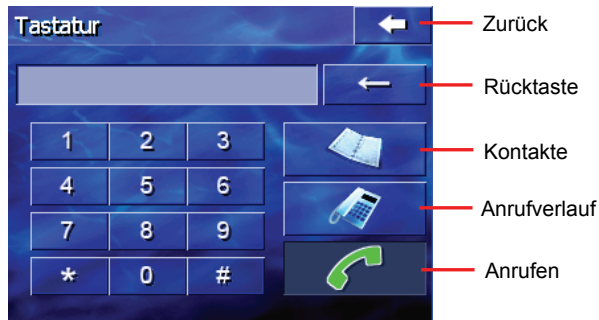 Tastatur
Zurück
Rücktaste
1 2 3
Kontakte
4 5 6
Anrufverlauf
7 8 9
* 0 #
Anrufen